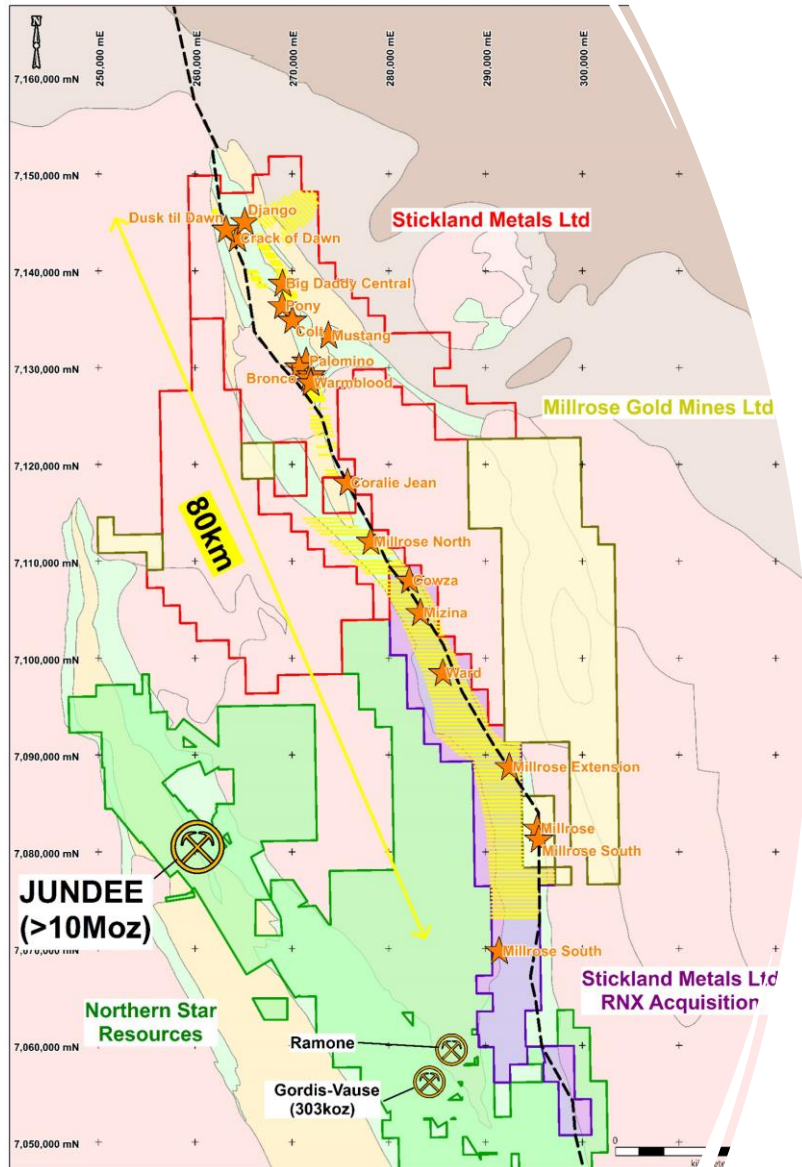 N
250,000 mE
260,000 mE
270,000 mE
280,000 mE
290,000 mE
300,000 mE
7,160,000 mN
7,150,000 mN
Django
Dusk til Dawn
Crack of Dawn
Stickland Metals Ltd
7,140,000 mN
Big Daddy Central
Pony
Colt
Mustang
7,130,000 mN
Palomino
Bronco
Warmblood
Millrose Gold Mines Ltd
7,120,000 mN
Coralie Jean
80km
Millrose North
7,110,000 mN
Cowza
Mizina
7,100,000 mN
Ward
7,090,000 mN
Millrose Extension
Millrose
7,080,000 mN
Millrose South
JUNDEE
(>10Moz)
7,070,000 mN
Millrose South
Stickland Metals Ltd
RNX Acquisition
Northern Star
Resources
7,060,000 mN
Ramone
Gordis-Vause
(303koz)
7,050,000 mN
0